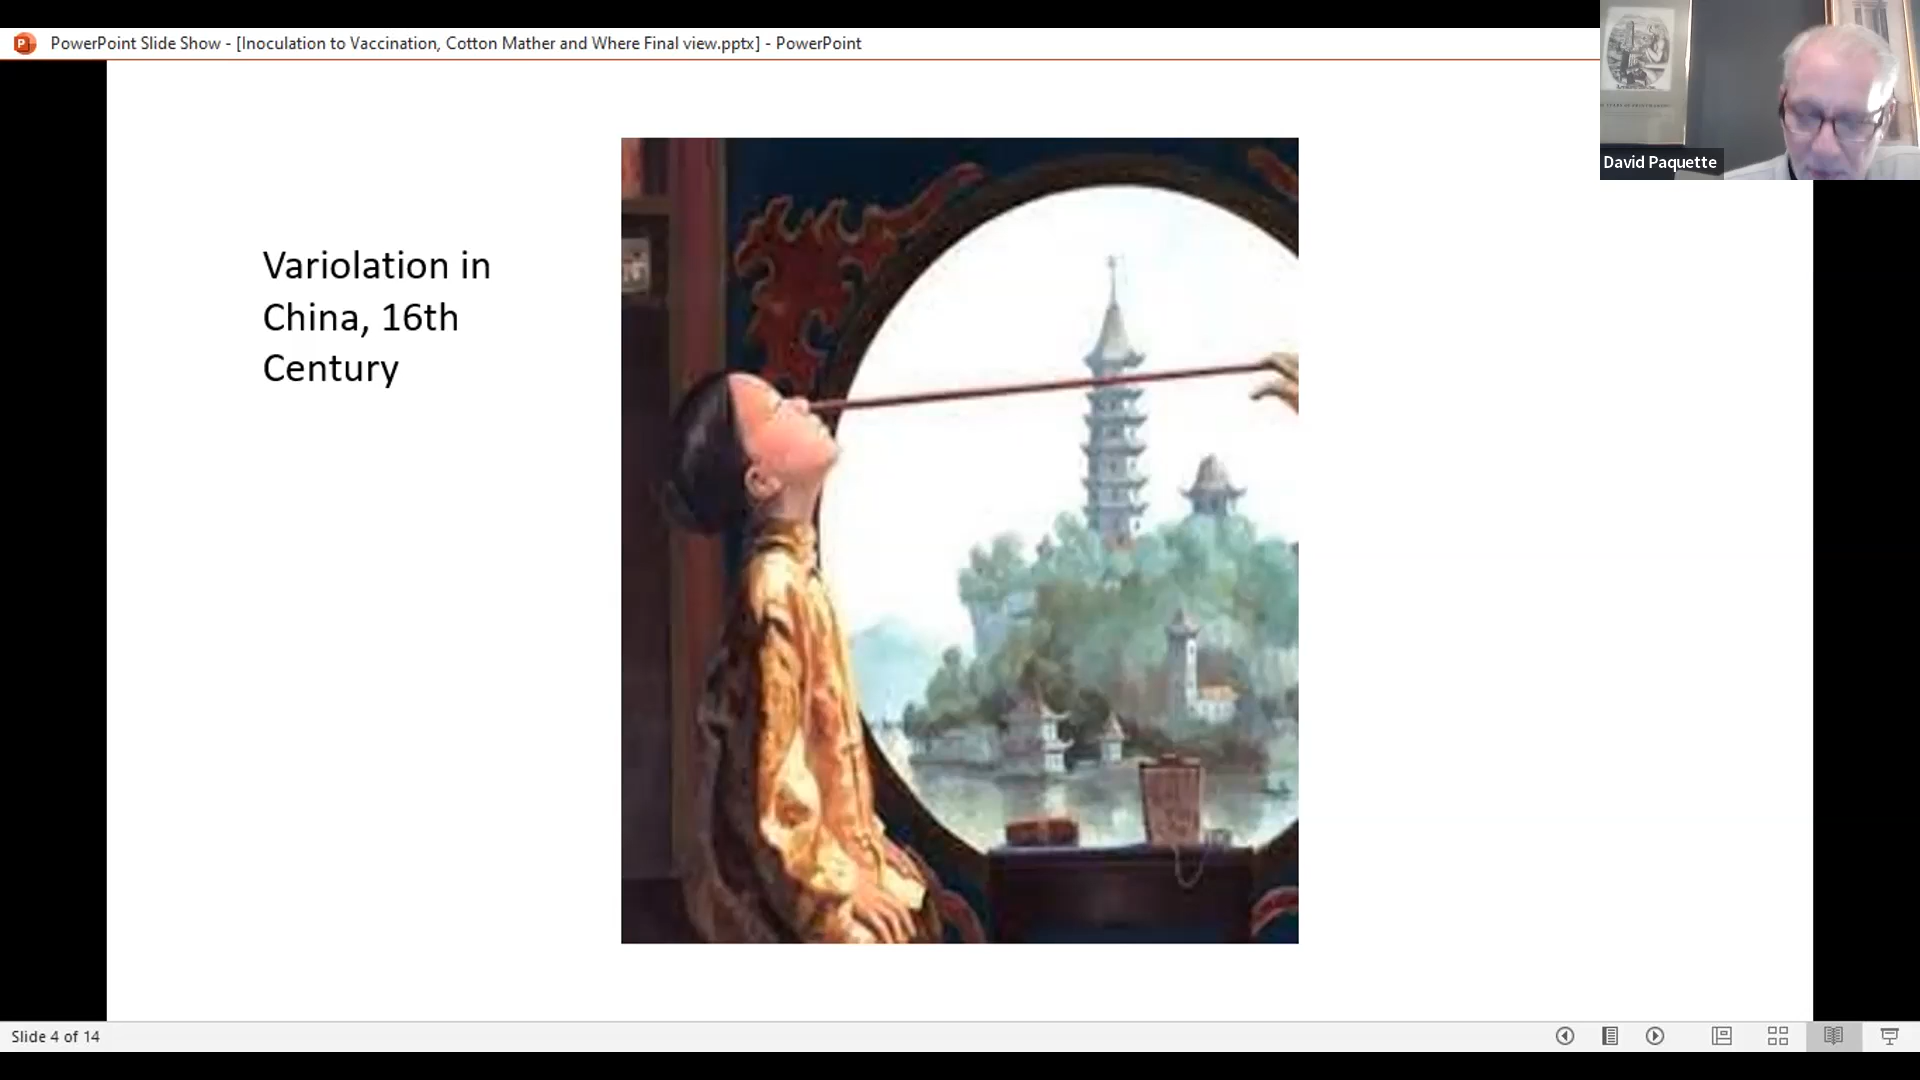 PowerPoint Slide Show - [Inoculation to Vaccination, Cotton Mather and Where Final view.pptx] - PowerPoint
David Paquette
Variolation in
China, 16th
Century
Slide 4 of 14